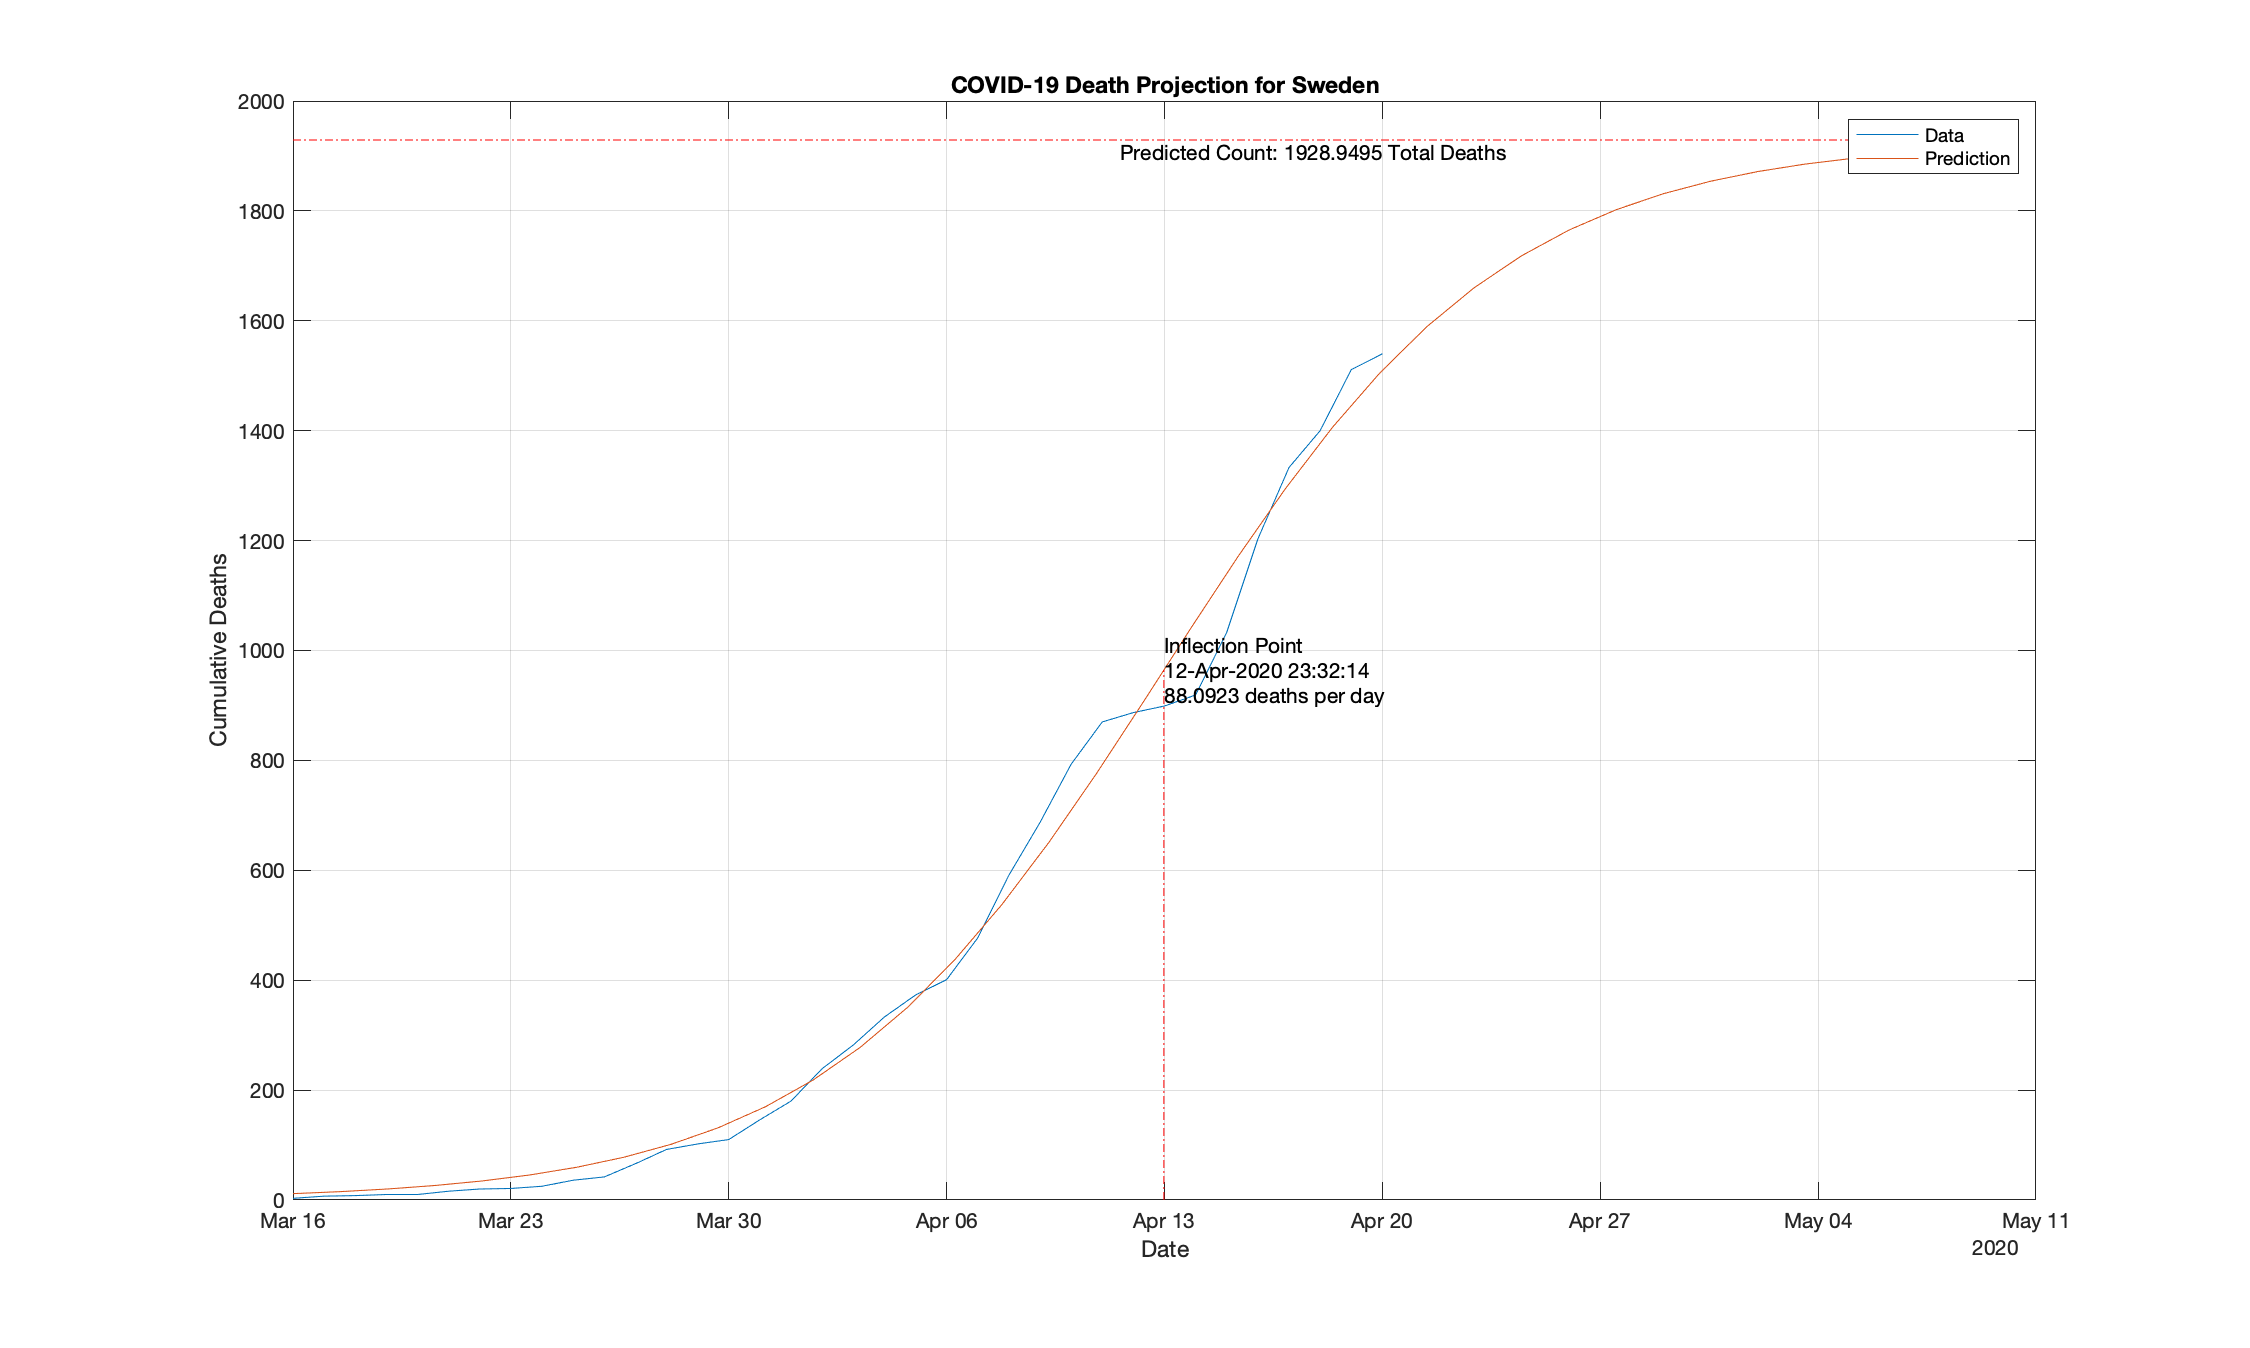 COVID-19 Death Projection for Sweden
2000
1800
1600
1400
1200
1000
800
600
400
200
0
Cumulative Deaths
Predicted Count: 1928.9495 Total Deaths
Data
Prediction
Inflection Point
12-Apr-2020 23:32:14
88.0923 deaths per day
Mar 16 Mar 23 Mar 30 Apr 06 Apr 13 Apr 20 Apr 27 May 04 May 11
Date
2020